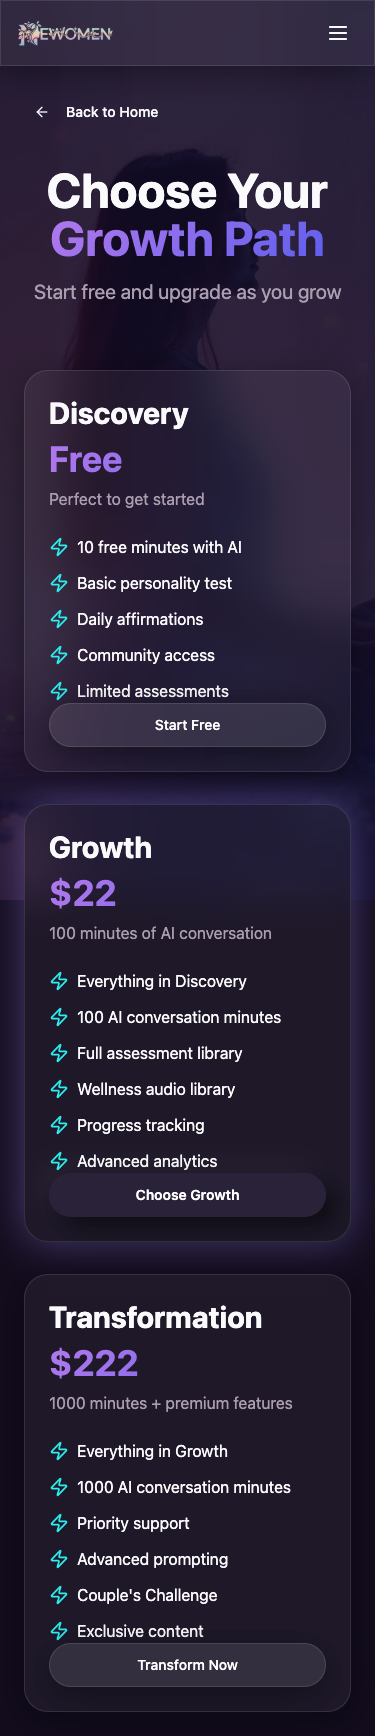 NEWOMEN
Back to Home
Choose Your
Growth Path
Start free and upgrade as you grow
Discovery
Free
Perfect to get started
10 free minutes with AI
Basic personality test
Daily affirmations
Community access
Limited assessments
Start Free
Growth
$22
100 minutes of AI conversation
Everything in Discovery
100 AI conversation minutes
Full assessment library
Wellness audio library
Progress tracking
Advanced analytics
Choose Growth
Transformation
$222
1000 minutes + premium features
Everything in Growth
1000 AI conversation minutes
Priority support
Advanced prompting
Couple's Challenge
Exclusive content
Transform Now